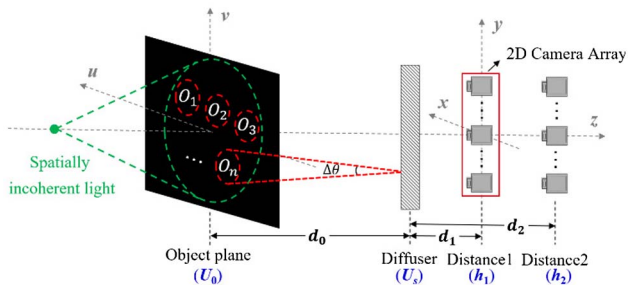 v
y
2D Camera Array
u
O₁
O₂
O₃
x
z
Spatially
incoherent light
...
Oₙ
Δθ
d₂
d₀
d₁
Object plane
(U₀)
Diffuser
(Uₛ)
Distance1
(h₁)
Distance2
(h₂)